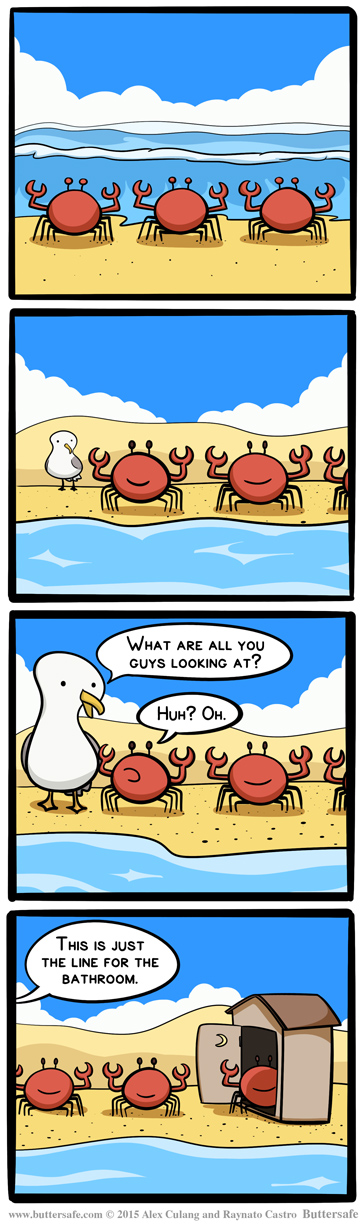 What are all you
guys looking at?
Huh? Oh.
This is just
the line for the
bathroom.
www.buttersafe.com © 2015 Alex Culang and Raynato Castro Buttersafe